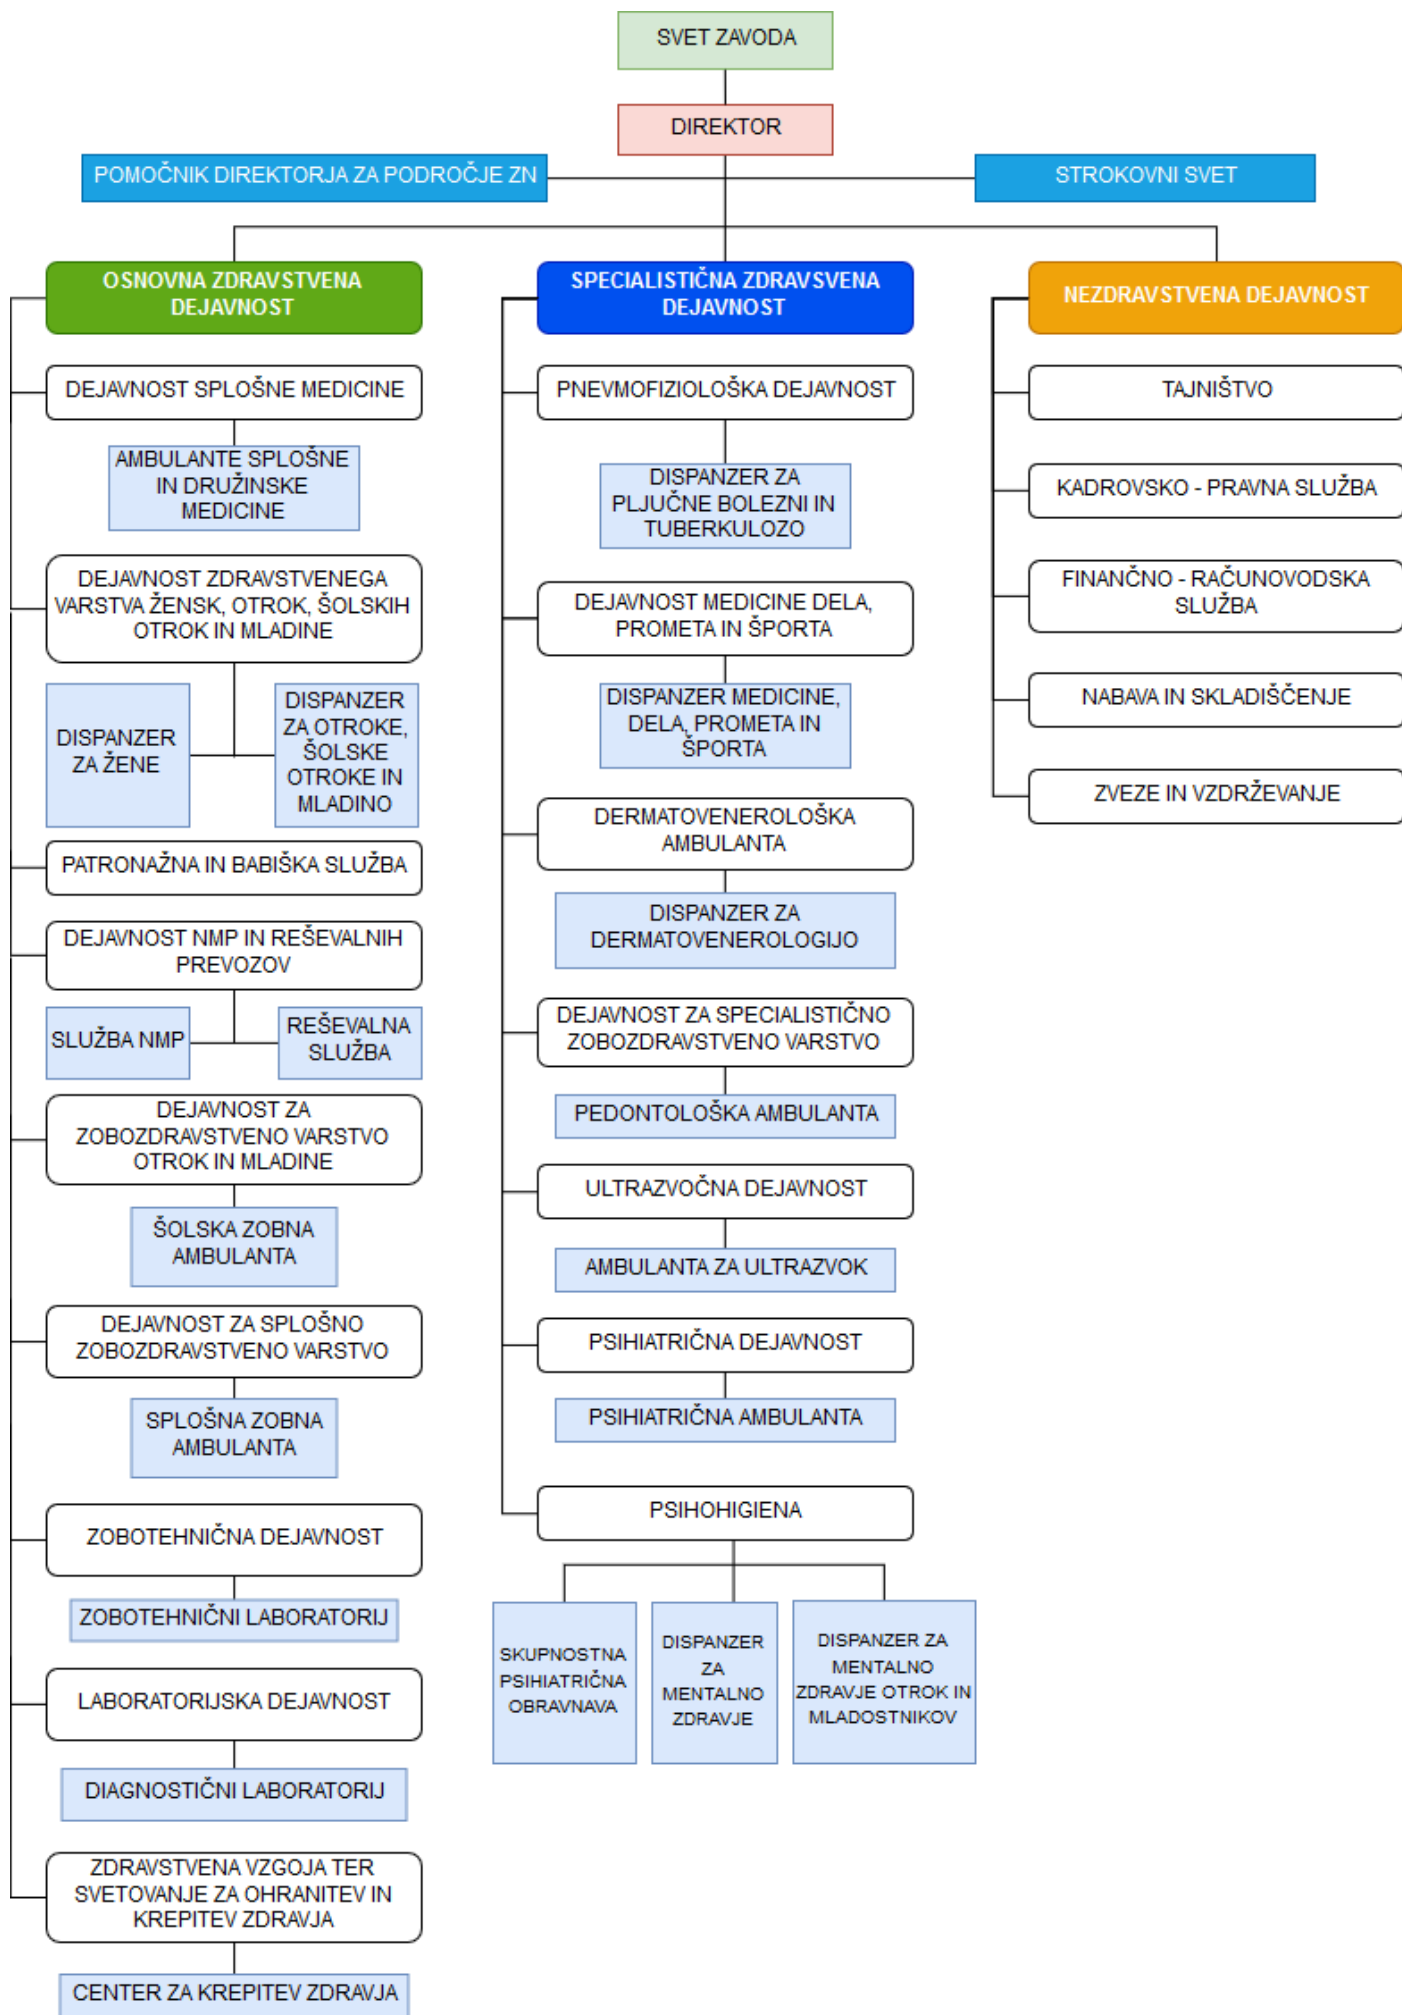 SVET ZAVODA
DIREKTOR
POMOČNIK DIREKTORJA ZA PODROČJE ZN
STROKOVNI SVET
OSNOVNA ZDRAVSTVENA
DEJAVNOST
DEJAVNOST SPLOŠNE MEDICINE
AMBULANTE SPLOŠNE
IN DRUŽINSKE
MEDICINE
DEJAVNOST ZDRAVSTVENEGA
VARSTVA ŽENSK, OTROK, ŠOLSKIH
OTROK IN MLADINE
DISPANZER
ZA ŽENE
DISPANZER
ZA OTROKE,
ŠOLSKE
OTROKE IN
MLADINO
PATRONAŽNA IN BABIŠKA SLUŽBA
DEJAVNOST NMP IN REŠEVALNIH
PREVOZOV
SLUŽBA NMP
REŠEVALNA
SLUŽBA
DEJAVNOST ZA
ZOBOZDRAVSTVENO VARSTVO
OTROK IN MLADINE
ŠOLSKA ZOBNA
AMBULANTA
DEJAVNOST ZA SPLOŠNO
ZOBOZDRAVSTVENO VARSTVO
SPLOŠNA ZOBNA
AMBULANTA
ZOBOTEHNIČNA DEJAVNOST
ZOBOTEHNIČNI LABORATORIJ
LABORATORIJSKA DEJAVNOST
DIAGNOSTIČNI LABORATORIJ
ZDRAVSTVENA VZGOJA TER
SVETOVANJE ZA OHRANITEV IN
KREPITEV ZDRAVJA
CENTER ZA KREPITEV ZDRAVJA
SPECIALISTIČNA ZDRAVSVENA
DEJAVNOST
PNEVMOFIZIOLOŠKA DEJAVNOST
DISPANZER ZA
PLJUČNE BOLEZNI IN
TUBERKULOZO
DEJAVNOST MEDICINE DELA,
PROMETA IN ŠPORTA
DISPANZER MEDICINE,
DELA, PROMETA IN
ŠPORTA
DERMATOVENEROLOŠKA
AMBULANTA
DISPANZER ZA
DERMATOVENEROLOGIJO
DEJAVNOST ZA SPECIALISTIČNO
ZOBOZDRAVSTVENO VARSTVO
PEDONTOLOŠKA AMBULANTA
ULTRAZVOČNA DEJAVNOST
AMBULANTA ZA ULTRAZVOK
PSIHIATRIČNA DEJAVNOST
PSIHIATRIČNA AMBULANTA
PSIHOHIGIENA
SKUPNOSTNA
PSIHIATRIČNA
OBRAVNAVA
DISPANZER
ZA
MENTALNO
ZDRAVJE
DISPANZER ZA
MENTALNO
ZDRAVJE OTROK IN
MLADOSTNIKOV
NEZDRAVSTVENA DEJAVNOST
TAJNIŠTVO
KADROVSKO - PRAVNA SLUŽBA
FINANČNO - RAČUNOVODSKA
SLUŽBA
NABAVA IN SKLADIŠČENJE
ZVEZE IN VZDRŽEVANJE